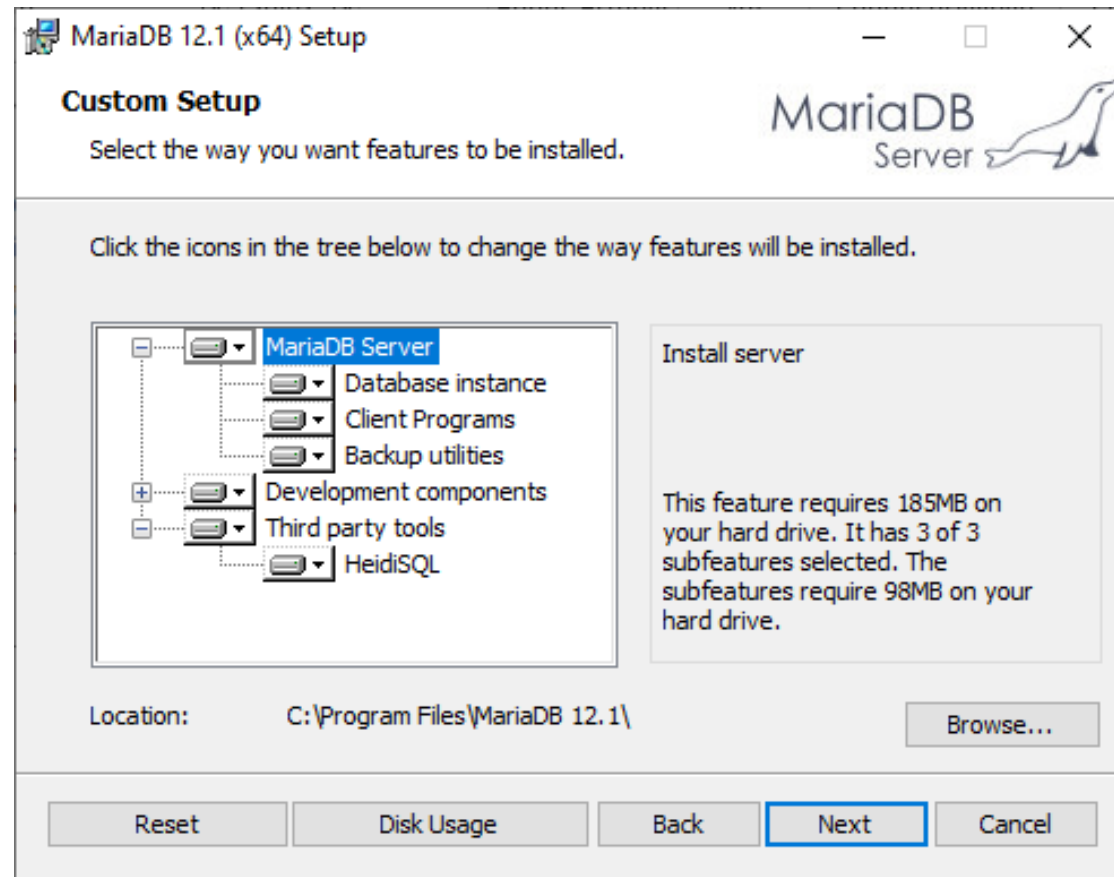 MariaDB 12.1 (x64) Setup
Custom Setup
Select the way you want features to be installed.
MariaDB
Server
Click the icons in the tree below to change the way features will be installed.
MariaDB Server
Database instance
Client Programs
Backup utilities
Development components
Third party tools
HeidiSQL
Install server
This feature requires 185MB on
your hard drive. It has 3 of 3
subfeatures selected. The
subfeatures require 98MB on your
hard drive.
Location: C:\Program Files\MariaDB 12.1\
Browse...
Reset Disk Usage Back Next Cancel